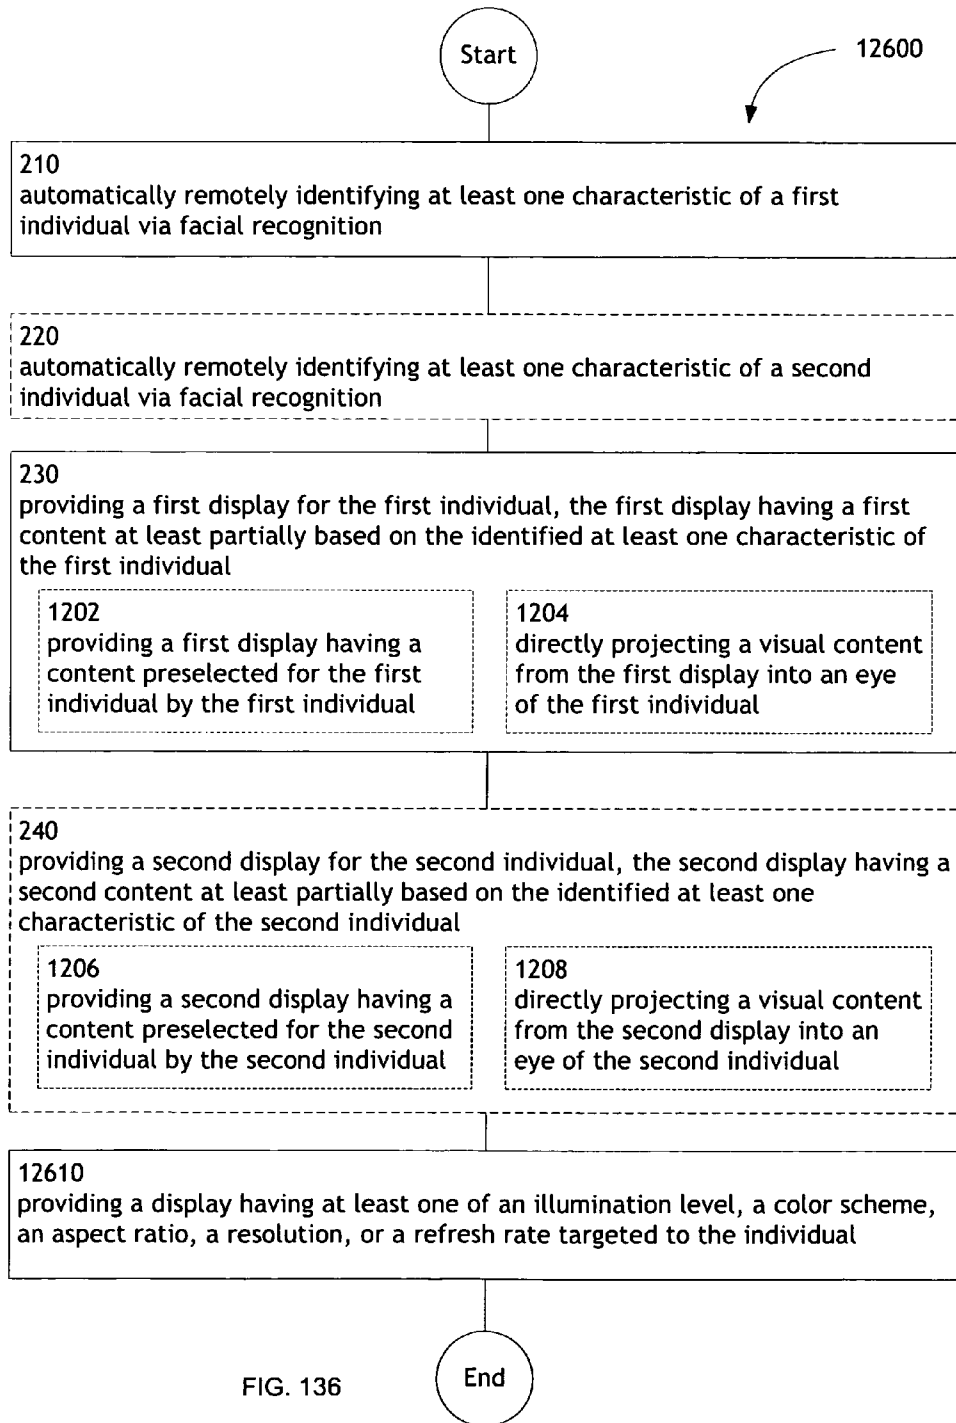 Start
12600
210
automatically remotely identifying at least one characteristic of a first
individual via facial recognition
220
automatically remotely identifying at least one characteristic of a second
individual via facial recognition
230
providing a first display for the first individual, the first display having a first
content at least partially based on the identified at least one characteristic of
the first individual
1202
providing a first display having a
content preselected for the first
individual by the first individual
1204
directly projecting a visual content
from the first display into an eye
of the first individual
240
providing a second display for the second individual, the second display having a
second content at least partially based on the identified at least one
characteristic of the second individual
1206
providing a second display having a
content preselected for the second
individual by the second individual
1208
directly projecting a visual content
from the second display into an
eye of the second individual
12610
providing a display having at least one of an illumination level, a color scheme,
an aspect ratio, a resolution, or a refresh rate targeted to the individual
End
FIG. 136